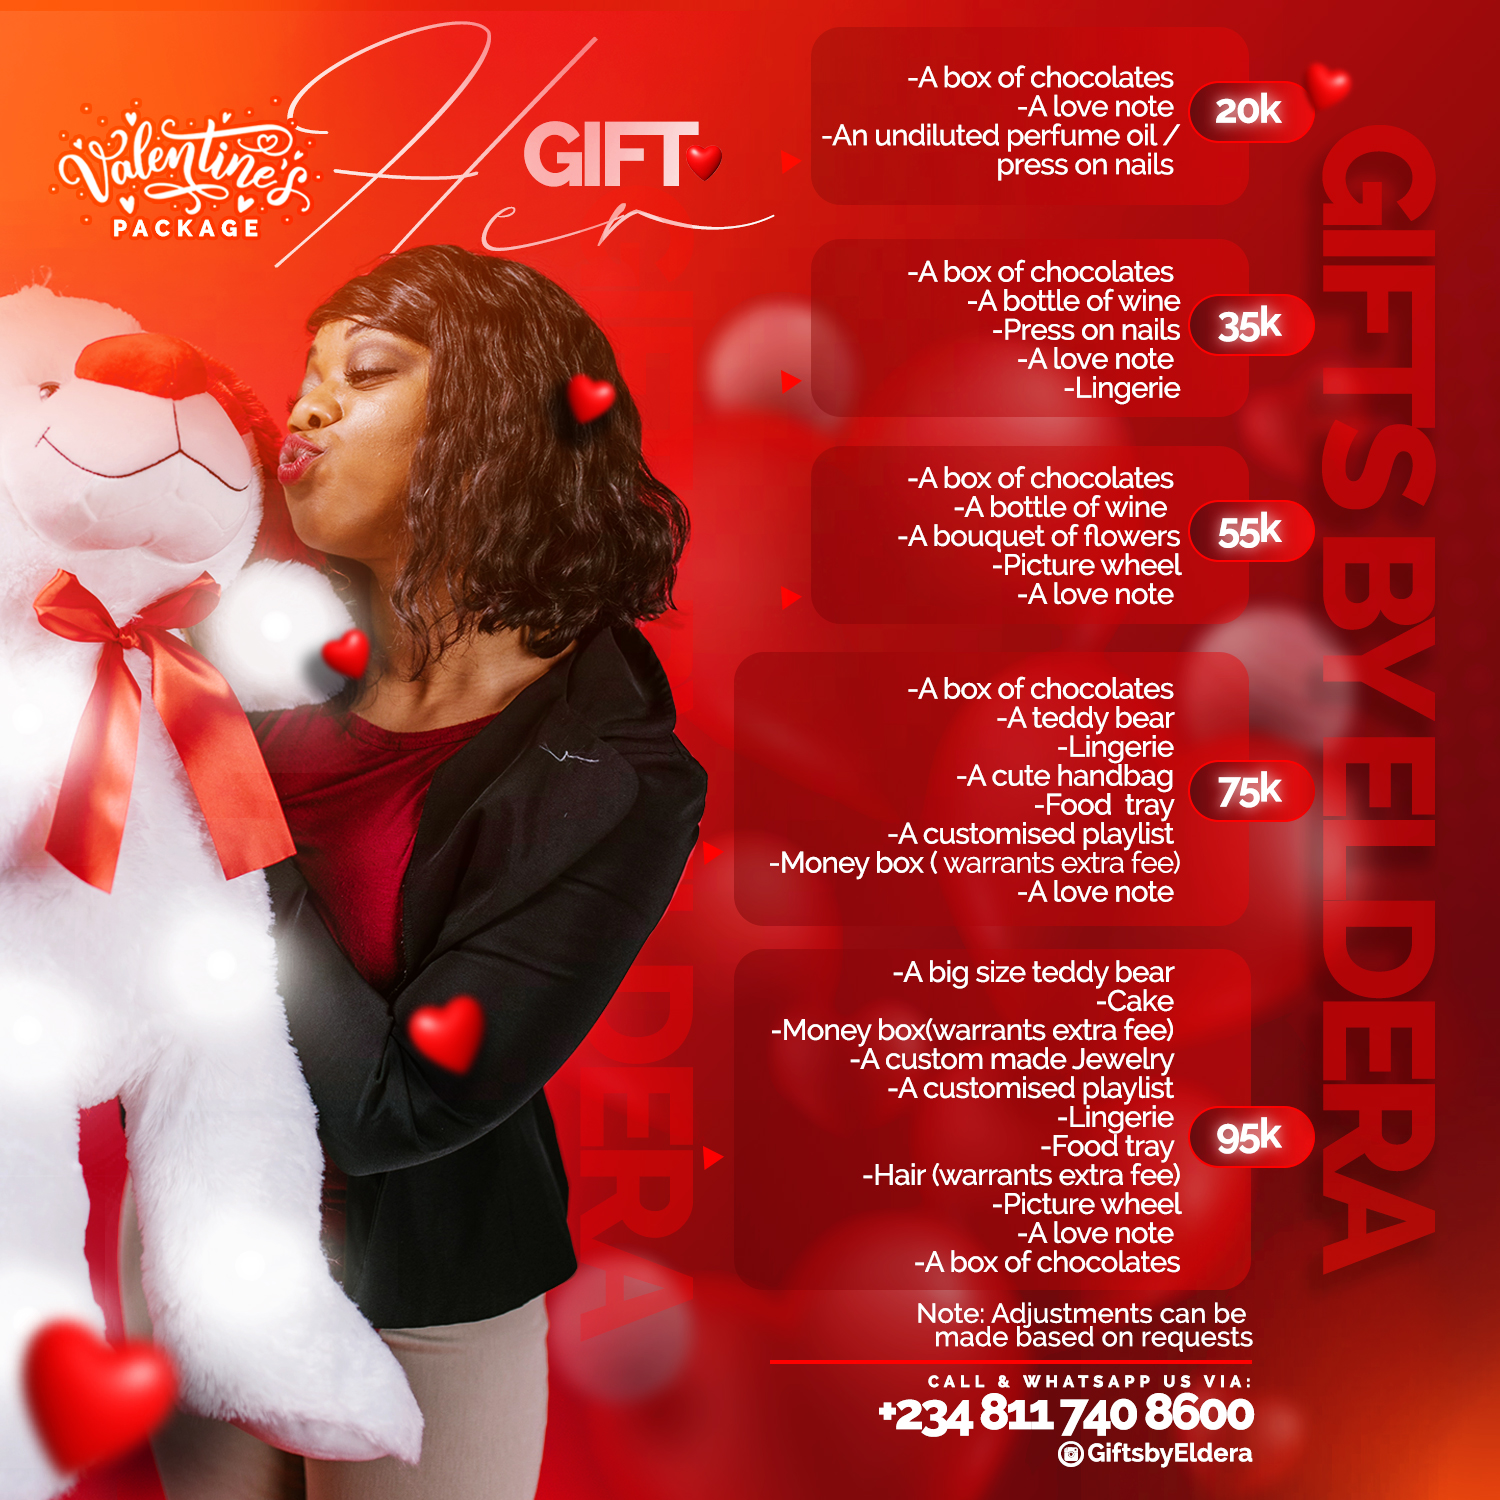 Valentine's
PACKAGE
Her
GIFT
-A box of chocolates
-A love note
-An undiluted perfume oil /
press on nails
20k
-A box of chocolates
-A bottle of wine
-Press on nails
-A love note
-Lingerie
35k
-A box of chocolates
-A bottle of wine
-A bouquet of flowers
-Picture wheel
-A love note
55k
-A box of chocolates
-A teddy bear
-Lingerie
-A cute handbag
-Food tray
-A customised playlist
-Money box ( warrants extra fee)
-A love note
75k
-A big size teddy bear
-Cake
-Money box(warrants extra fee)
-A custom made Jewelry
-A customised playlist
-Lingerie
-Food tray
-Hair (warrants extra fee)
-Picture wheel
-A love note
-A box of chocolates
95k
Note: Adjustments can be
made based on requests
CALL & WHATSAPP US VIA:
+234 811 740 8600
GiftsbyEldera
GIFTS BY ELDERA
GIFTS BY ELDERA